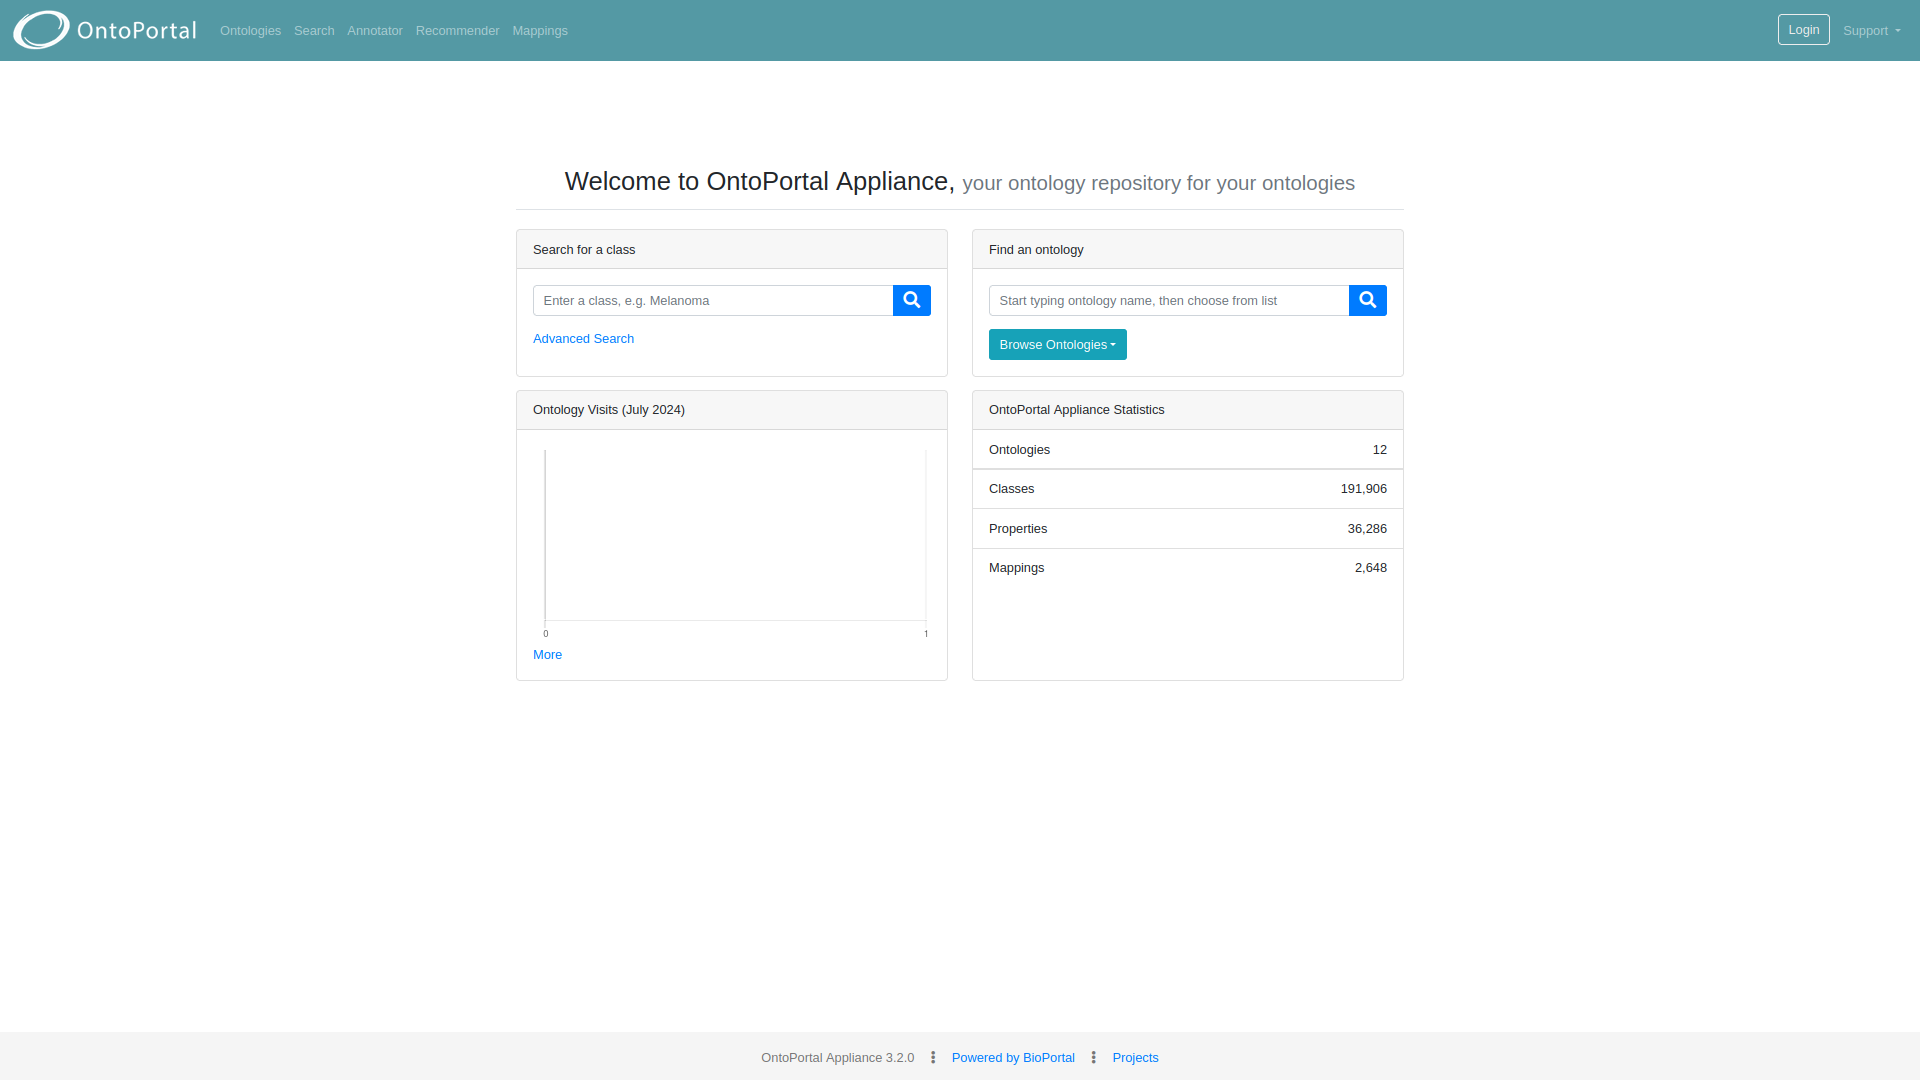 OntoPortal Ontologies Search Annotator Recommender Mappings Login Support
Welcome to OntoPortal Appliance, your ontology repository for your ontologies
Search for a class
Enter a class, e.g. Melanoma
Advanced Search
Find an ontology
Start typing ontology name, then choose from list
Browse Ontologies
Ontology Visits (July 2024)
0 1
More
OntoPortal Appliance Statistics
Ontologies 12
Classes 191,906
Properties 36,286
Mappings 2,648
OntoPortal Appliance 3.2.0 Powered by BioPortal Projects